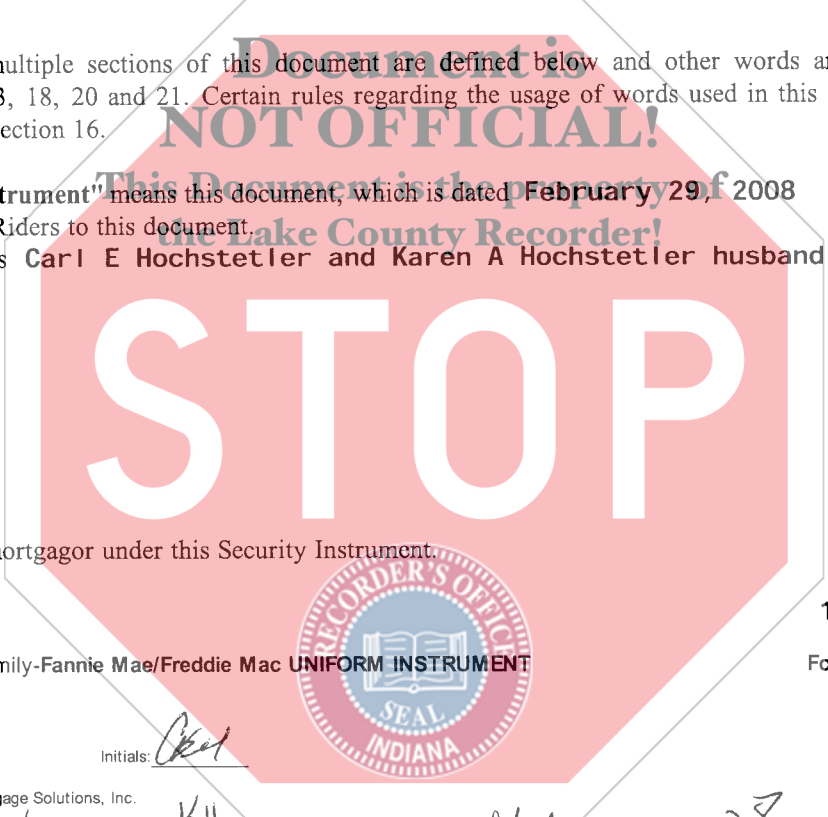 Document is
ultiple sections of this document are defined below and other words
3, 18, 20 and 21. Certain rules regarding the usage of words used in this
NOT OFFICIAL!
ection 16.
This Document is the property of
trument" means this document, which is dated February 29, 2008
Riders to this document.
the Lake County Recorder!
s Carl E Hochstetler and Karen A Hochstetler husband
STOP
ortgagor under this Security Instrument.
RECORDER'S OFFICE
mily-Fannie Mae/Freddie Mac UNIFORM INSTRUMENT
SEAL
INDIANA
Initials:
gage Solutions, Inc.